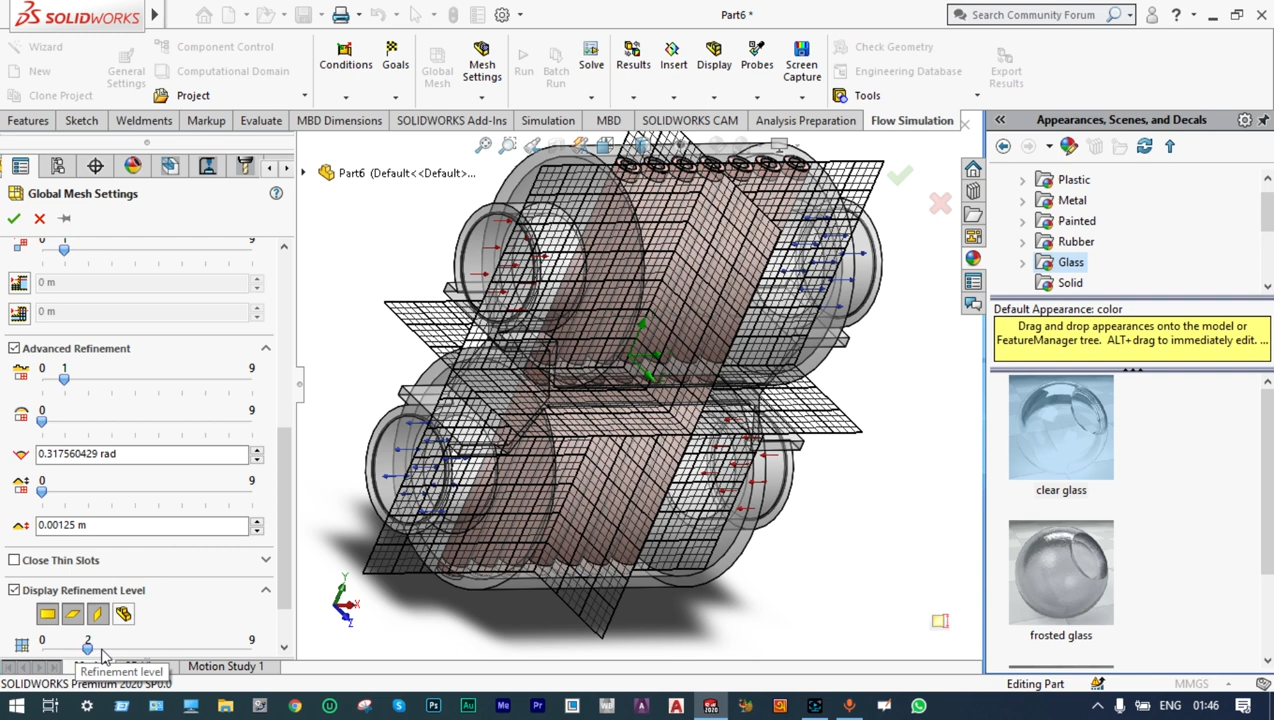 SOLIDWORKS
Part6 *
Search Community Forum
?
Wizard
Component Control
New
General Settings
Computational Domain
Clone Project
Project
Conditions
Goals
Global Mesh
Mesh Settings
Run
Batch Run
Solve
Results
Insert
Display
Probes
Screen Capture
Check Geometry
Engineering Database
Tools
Export Results
Features
Sketch
Weldments
Markup
Evaluate
MBD Dimensions
SOLIDWORKS Add-Ins
Simulation
MBD
SOLIDWORKS CAM
Analysis Preparation
Flow Simulation
Global Mesh Settings
0 1 9
0 m
0 m
Advanced Refinement
0 1 9
0 9
0.317560429 rad
0 9
0.00125 m
Close Thin Slots
Display Refinement Level
0 2 9
Refinement level
Motion Study 1
SOLIDWORKS Premium 2020 SP0.0
Part6 (Default<<Default>...
Y
X
Z
Appearances, Scenes, and Decals
Plastic
Metal
Painted
Rubber
Glass
Solid
Default Appearance: color
Drag and drop appearances onto the model or
FeatureManager tree. ALT+drag to immediately edit. ...
clear glass
frosted glass
Editing Part
MMGS
Ps
Au
Me
Pr
A
A
2020
ENG
01:46